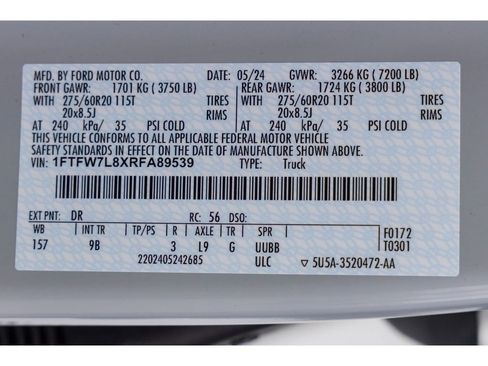 MFD. BY FORD MOTOR CO. DATE: 05/24 GVWR: 3266 KG ( 7200 LB)
FRONT GAWR: 1701 KG ( 3750 LB) REAR GAWR: 1724 KG ( 3800 LB)
WITH 275/60R20 115T TIRES WITH 275/60R20 115T TIRES
20x8.5J RIMS 20x8.5J RIMS
AT 240 kPa/ 35 PSI COLD AT 240 kPa/ 35 PSI COLD
THIS VEHICLE CONFORMS TO ALL APPLICABLE FEDERAL MOTOR VEHICLE
SAFETY STANDARDS IN EFFECT ON THE DATE OF MANUFACTURE SHOWN ABOVE.
VIN: 1FTFW7L8XRFA89539 TYPE: Truck
EXT PNT: DR RC: 56 DSO:
WB INT TR TP/PS R AXLE TR SPR F0172
157 9B 3 L9 G UUBB T0301
2202405242685 ULC ▽ 5U5A-3520472-AA